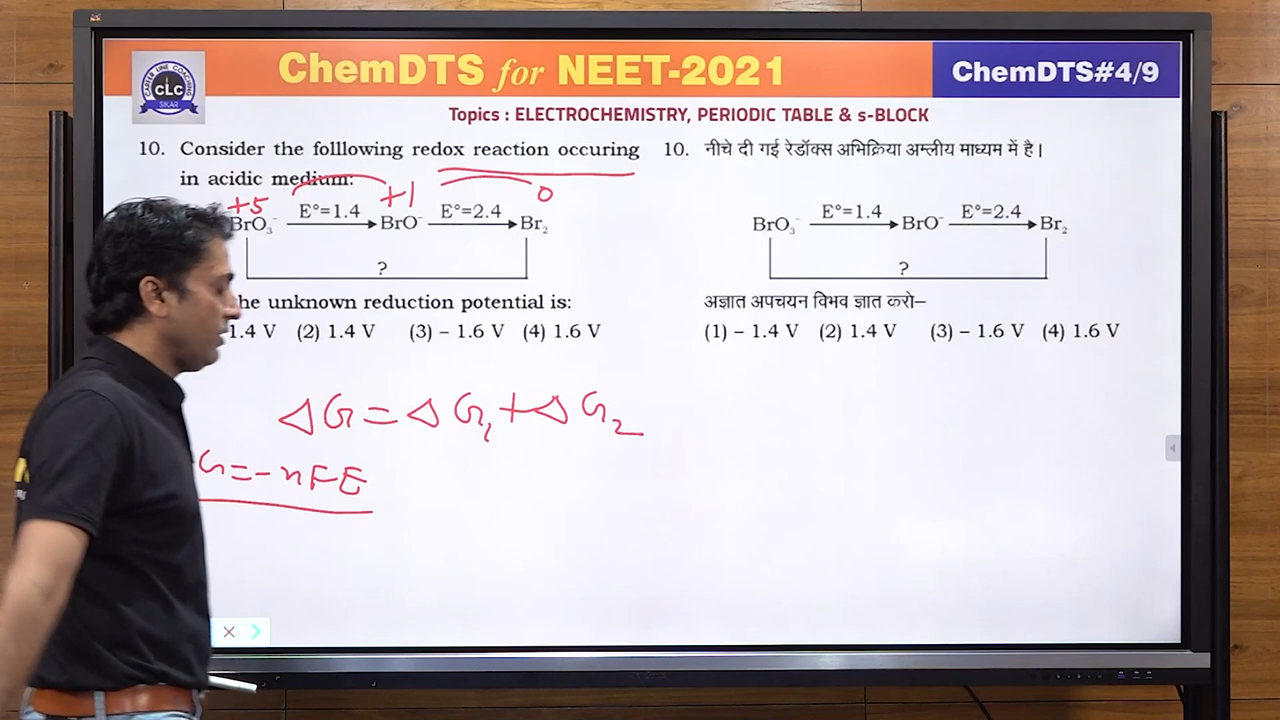 ChemDTS for NEET-2021
ChemDTS#4/9
CAREER LINE COACHING
CLC
SIKAR
Topics : ELECTROCHEMISTRY, PERIODIC TABLE & s-BLOCK
10. Consider the folllowing redox reaction occuring
in acidic medium:
+5 +1 0
BrO₃⁻ E°=1.4 BrO⁻ E°=2.4 Br₂
?
he unknown reduction potential is:
1.4 V (2) 1.4 V (3) – 1.6 V (4) 1.6 V
ΔG = ΔG₁ + ΔG₂
G = -nFE
10. नीचे दी गई रेडॉक्स अभिक्रिया अम्लीय माध्यम में है।
BrO₃⁻ E°=1.4 BrO⁻ E°=2.4 Br₂
?
अज्ञात अपचयन विभव ज्ञात करो–
(1) – 1.4 V (2) 1.4 V (3) – 1.6 V (4) 1.6 V